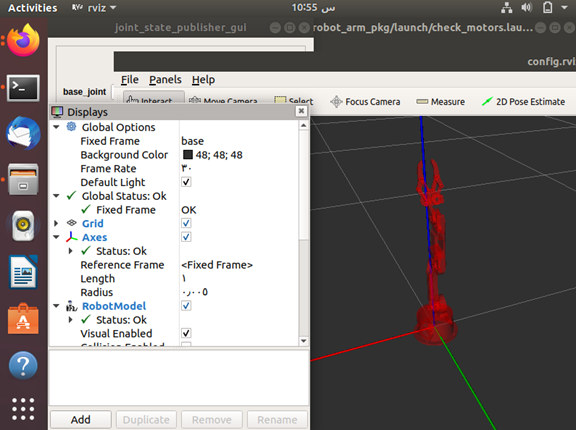 Activities rviz 10:55 س
joint_state_publisher_gui
robot_arm_pkg/launch/check_motors.lau...
config.rviz
base_joint
File Panels Help
Interact Move Camera Select Focus Camera Measure 2D Pose Estimate
Displays
Global Options
Fixed Frame base
Background Color 48; 48; 48
Frame Rate ٣٠
Default Light
Global Status: Ok
Fixed Frame OK
Grid
Axes
Status: Ok
Reference Frame <Fixed Frame>
Length ١
Radius ٠٫٠٠٥
RobotModel
Status: Ok
Visual Enabled
Collision Enabled
Add Duplicate Remove Rename